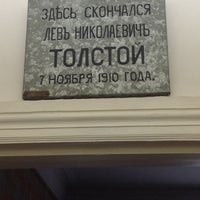 ЗДѢСЬ СКОНЧАЛСЯ
ЛЕВЪ НИКОЛАЕВИЧЪ
ТОЛСТОЙ
7 НОЯБРЯ 1910 ГОДА.